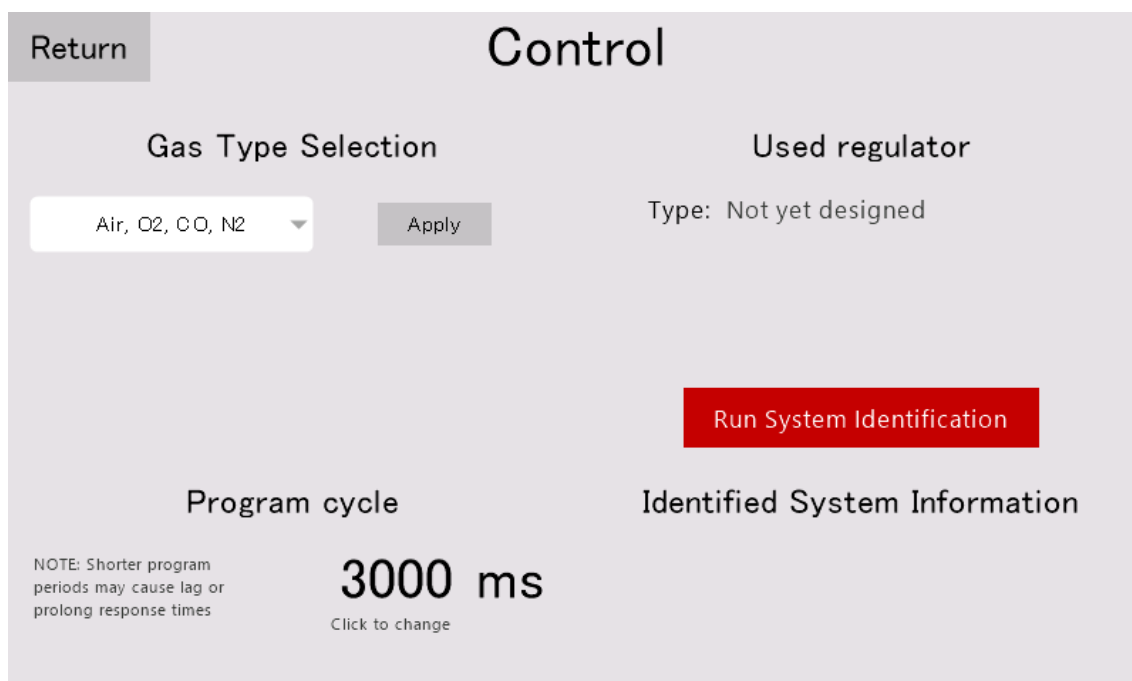 Return
Control
Gas Type Selection
Used regulator
Air, O2, CO, N2
Apply
Type: Not yet designed
Run System Identification
Program cycle
Identified System Information
NOTE: Shorter program
periods may cause lag or
prolong response times
3000 ms
Click to change